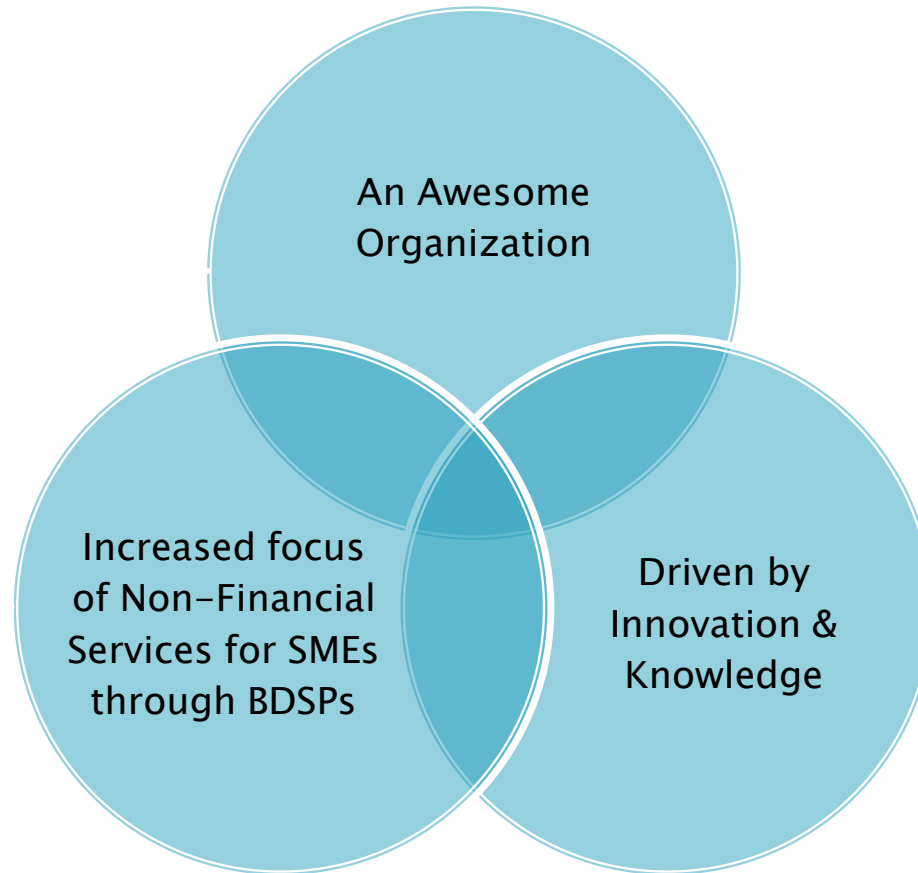 An Awesome
Organization
Increased focus
of Non-Financial
Services for SMEs
through BDSPs
Driven by
Innovation &
Knowledge